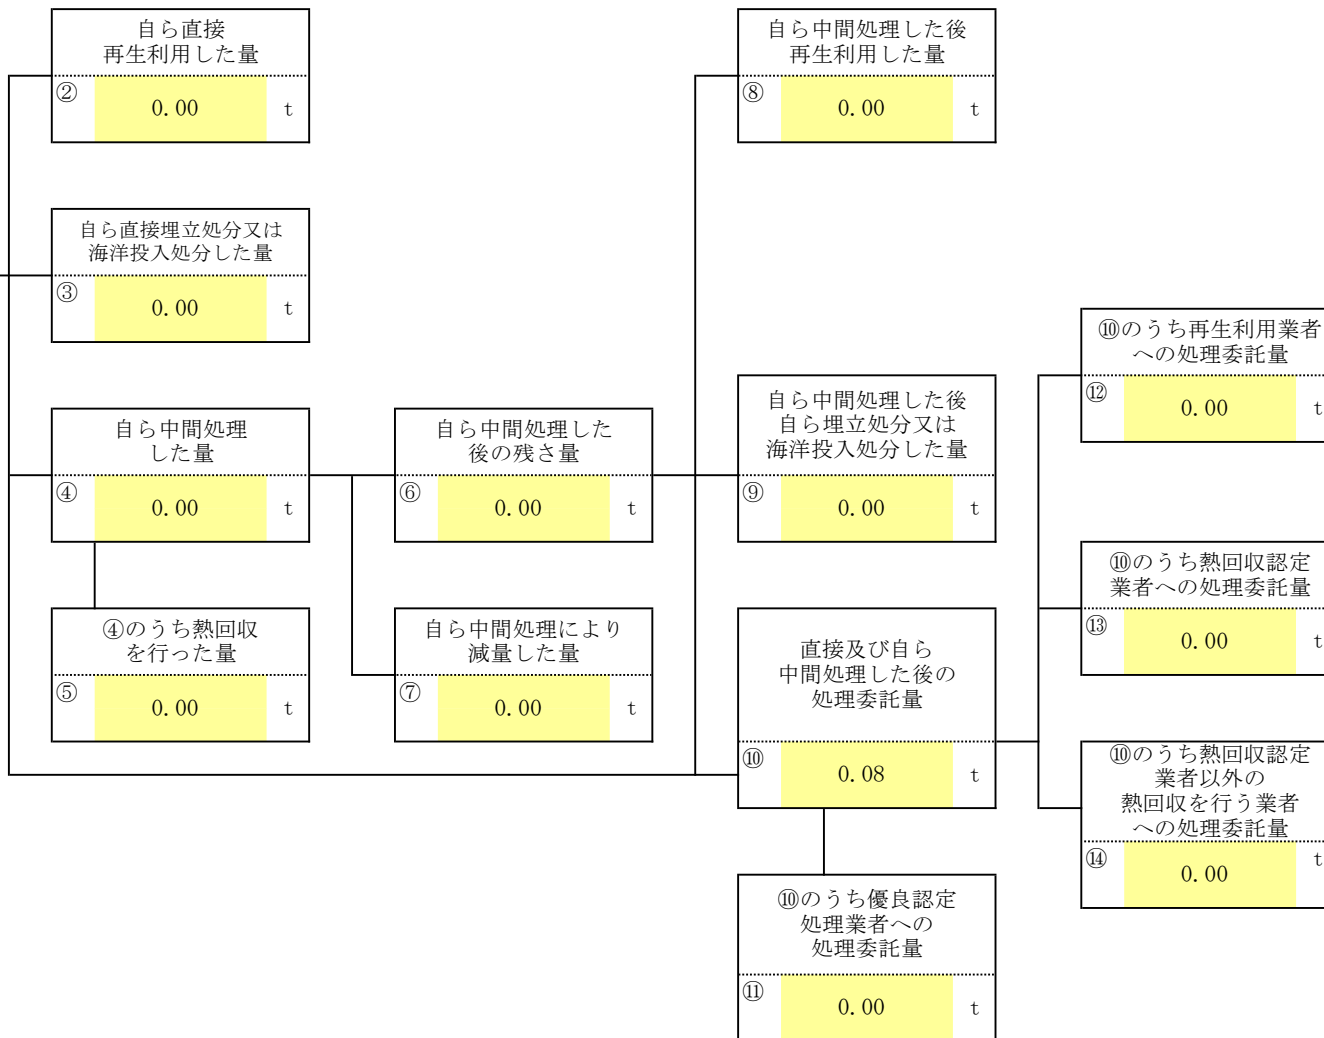 自ら直接
再生利用した量
②
0.00
t
自ら中間処理した後
再生利用した量
⑧
0.00
t
自ら直接埋立処分又は
海洋投入処分した量
③
0.00
t
⑩のうち再生利用業者
への処理委託量
⑫
0.00
t
自ら中間処理
した量
④
0.00
t
自ら中間処理した
後の残さ量
⑥
0.00
t
自ら中間処理した後
自ら埋立処分又は
海洋投入処分した量
⑨
0.00
t
⑩のうち熱回収認定
業者への処理委託量
⑬
0.00
t
④のうち熱回収
を行った量
⑤
0.00
t
自ら中間処理により
減量した量
⑦
0.00
t
直接及び自ら
中間処理した後の
処理委託量
⑩
0.08
t
⑩のうち熱回収認定
業者以外の
熱回収を行う業者
への処理委託量
⑭
0.00
t
⑩のうち優良認定
処理業者への
処理委託量
⑪
0.00
t